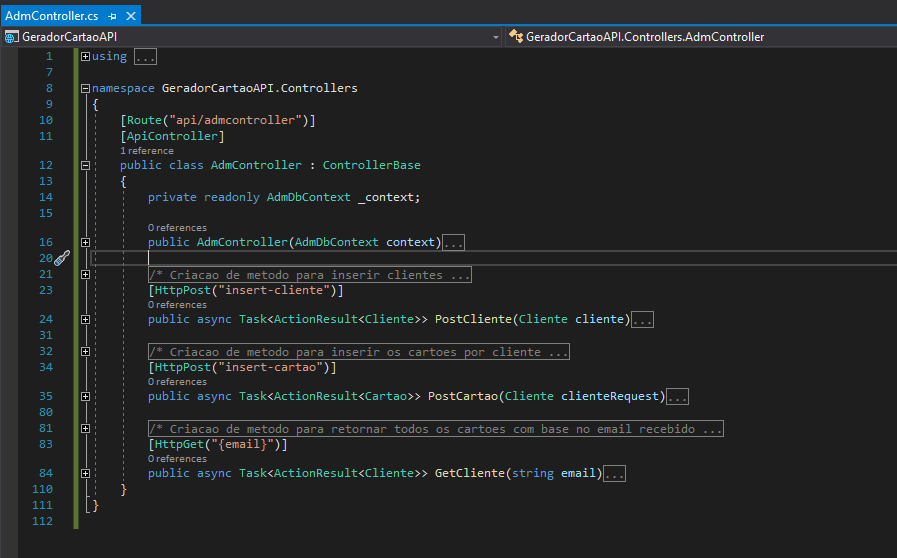 AdmController.cs
GeradorCartaoAPI GeradorCartaoAPI.Controllers.AdmController
1 using ...
7
8 namespace GeradorCartaoAPI.Controllers
9 {
10 [Route("api/admcontroller")]
11 [ApiController]
1 reference
12 public class AdmController : ControllerBase
13 {
14 private readonly AdmDbContext _context;
15
0 references
16 public AdmController(AdmDbContext context)...
20
21 /* Criacao de metodo para inserir clientes ...
23 [HttpPost("insert-cliente")]
0 references
24 public async Task<ActionResult<Cliente>> PostCliente(Cliente cliente)...
31
32 /* Criacao de metodo para inserir os cartoes por cliente ...
34 [HttpPost("insert-cartao")]
0 references
35 public async Task<ActionResult<Cartao>> PostCartao(Cliente clienteRequest)...
80
81 /* Criacao de metodo para retornar todos os cartoes com base no email recebido ...
83 [HttpGet("{email}")]
0 references
84 public async Task<ActionResult<Cliente>> GetCliente(string email)...
110 }
111 }
112